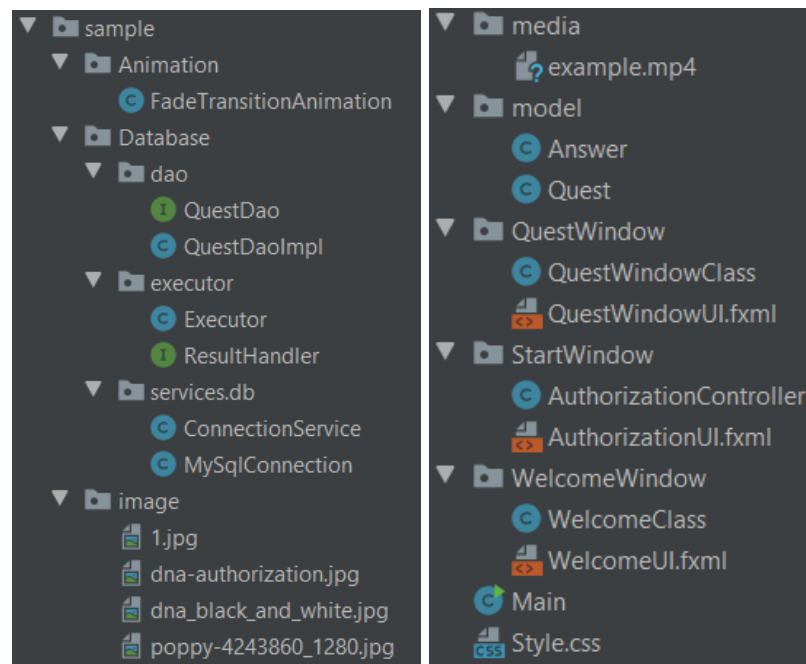 sample
Animation
FadeTransitionAnimation
Database
dao
QuestDao
QuestDaoImpl
executor
Executor
ResultHandler
services.db
ConnectionService
MySqlConnection
image
1.jpg
dna-authorization.jpg
dna_black_and_white.jpg
poppy-4243860_1280.jpg
media
example.mp4
model
Answer
Quest
QuestWindow
QuestWindowClass
QuestWindowUI.fxml
StartWindow
AuthorizationController
AuthorizationUI.fxml
WelcomeWindow
WelcomeClass
WelcomeUI.fxml
Main
Style.css